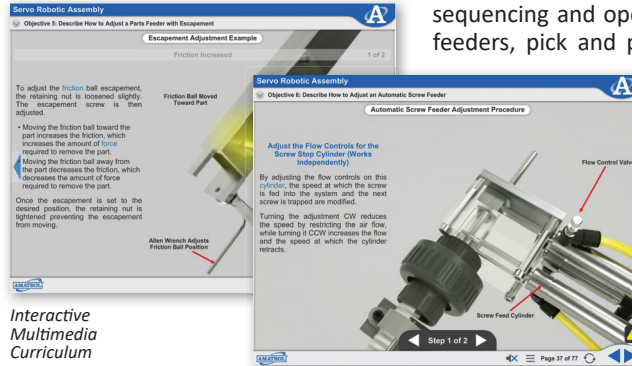 sequencing and ope
feeders, pick and p
Servo Robotic Assembly
Objective 5: Describe How to Adjust a Parts Feeder with Escapement
A
Escapement Adjustment Example
Friction Increased
1 of 2
To adjust the friction ball escapement,
the retaining nut is loosened slightly.
The escapement screw is then
adjusted.
• Moving the friction ball toward the
part increases the friction, which
increases the amount of force
required to remove the part.
• Moving the friction ball away from
the part decreases the friction, which
decreases the amount of force
required to remove the part.
Once the escapement is set to the
desired position, the retaining nut is
tightened preventing the escapement
from moving.
Friction Ball Moved
Toward Part
Allen Wrench Adjusts
Friction Ball Position
AMATROL
Servo Robotic Assembly
Objective 6: Describe How to Adjust an Automatic Screw Feeder
A
Automatic Screw Feeder Adjustment Procedure
Adjust the Flow Controls for the
Screw Stop Cylinder (Works
Independently)
By adjusting the flow controls on this
cylinder, the speed at which the screw
is fed into the system and the next
screw is trapped are modified.
Turning the adjustment CW reduces
the speed by restricting the air flow,
while turning it CCW increases the flow
and the speed at which the cylinder
retracts.
Flow Control Valve
Screw Feed Cylinder
Step 1 of 2
AMATROL
Page 37 of 77
Interactive
Multimedia
Curriculum